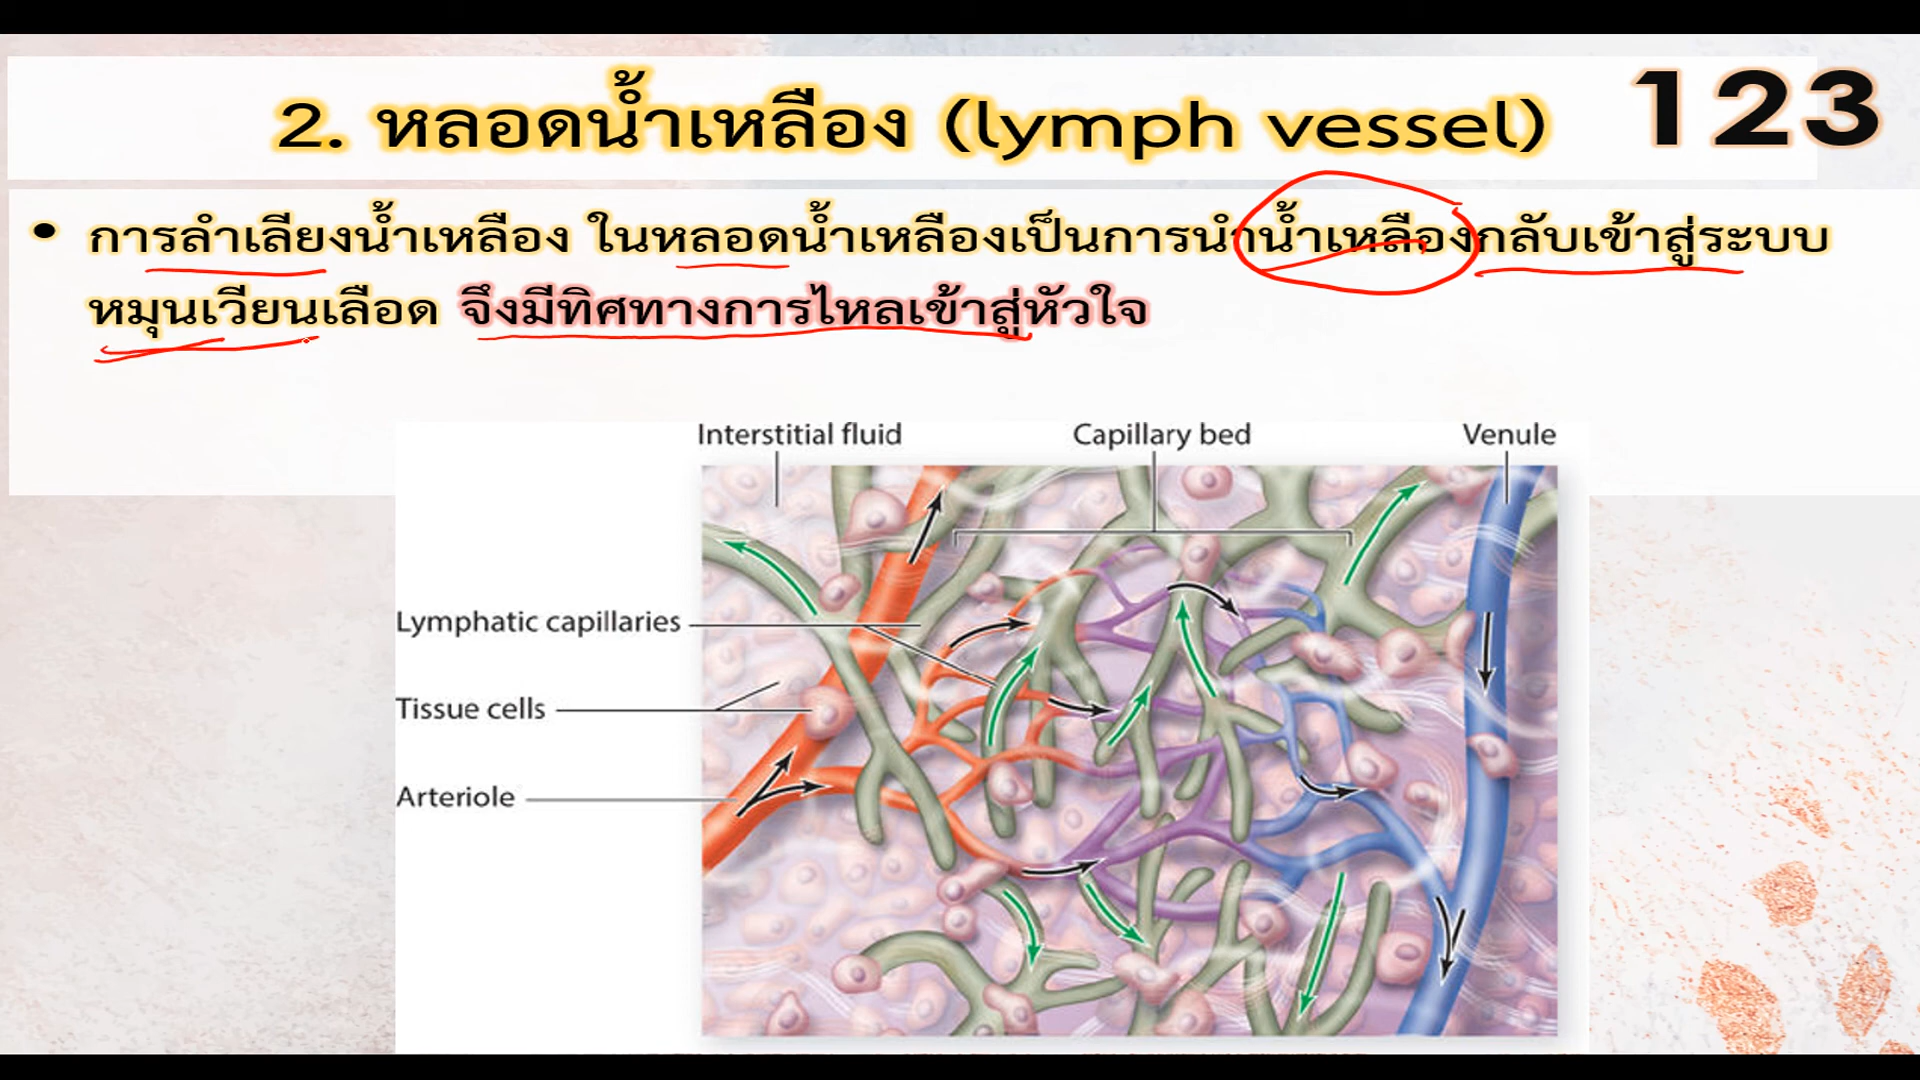 2. หลอดน้ำเหลือง (lymph vessel)
123
• การลำเลียงน้ำเหลือง ในหลอดน้ำเหลืองเป็นการนำน้ำเหลืองกลับเข้าสู่ระบบ
หมุนเวียนเลือด จึงมีทิศทางการไหลเข้าสู่หัวใจ
Interstitial fluid
Capillary bed
Venule
Lymphatic capillaries
Tissue cells
Arteriole